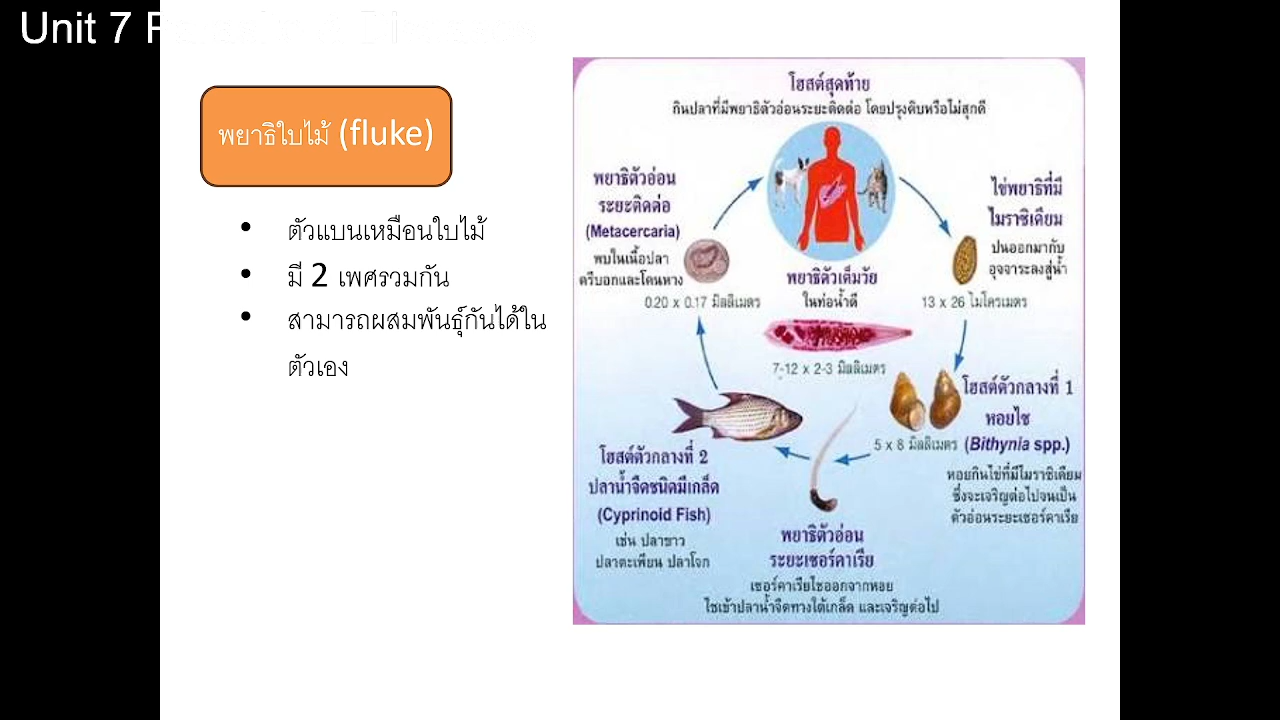 Unit 7
พยาธิใบไม้ (fluke)
• ตัวแบนเหมือนใบไม้
• มี 2 เพศรวมกัน
• สามารถผสมพันธุ์กันได้ใน
ตัวเอง
โฮสต์สุดท้าย
กินปลาที่มีพยาธิตัวอ่อนระยะติดต่อ โดยปรุงดิบหรือไม่สุกดี
ไข่พยาธิที่มี
ไมราซิเดียม
ปนออกมากับ
อุจจาระลงสู่น้ำ
13 x 26 ไมโครเมตร
โฮสต์ตัวกลางที่ 1
หอยไซ
(Bithynia spp.)
5 x 8 มิลลิเมตร
หอยกินไข่ที่มีไมราซิเดียม
ซึ่งจะเจริญต่อไปจนเป็น
ตัวอ่อนระยะเซอร์คาเรีย
พยาธิตัวอ่อน
ระยะเซอร์คาเรีย
เซอร์คาเรียไชออกจากหอย
ไชเข้าปลาน้ำจืดทางใต้เกล็ด และเจริญต่อไป
โฮสต์ตัวกลางที่ 2
ปลาน้ำจืดชนิดมีเกล็ด
(Cyprinoid Fish)
เช่น ปลาขาว
ปลาตะเพียน ปลาโจก
พยาธิตัวอ่อน
ระยะติดต่อ
(Metacercaria)
พบในเนื้อปลา
ครีบอกและโคนหาง
0.20 x 0.17 มิลลิเมตร
พยาธิตัวเต็มวัย
ในท่อน้ำดี
7-12 x 2-3 มิลลิเมตร